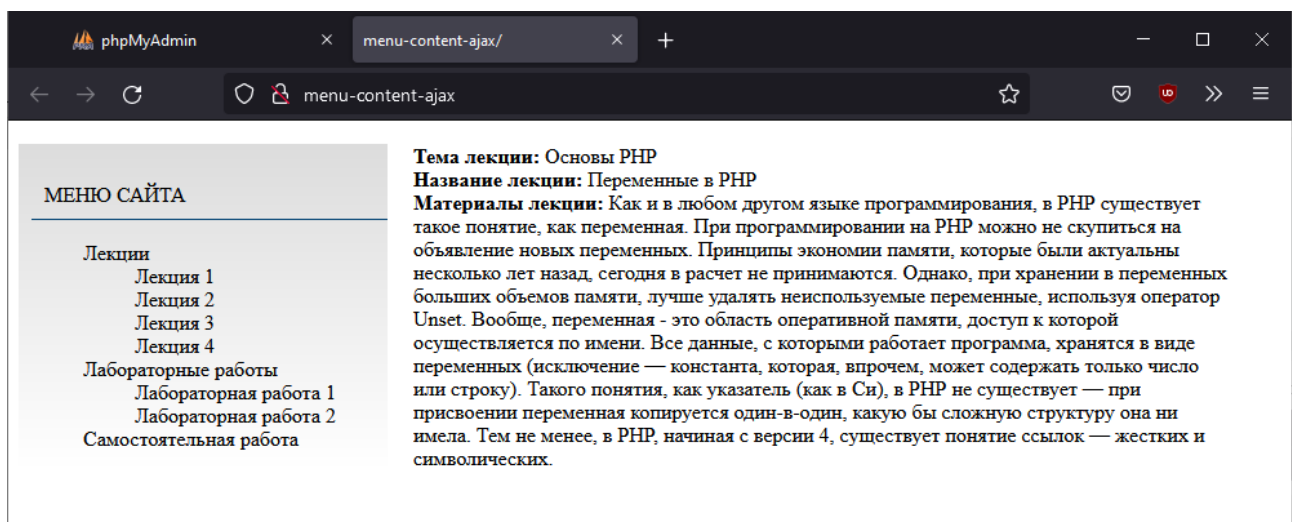 phpMyAdmin
menu-content-ajax/
menu-content-ajax
МЕНЮ САЙТА
Лекции
Лекция 1
Лекция 2
Лекция 3
Лекция 4
Лабораторные работы
Лабораторная работа 1
Лабораторная работа 2
Самостоятельная работа
Тема лекции: Основы PHP
Название лекции: Переменные в PHP
Материалы лекции: Как и в любом другом языке программирования, в PHP существует
такое понятие, как переменная. При программировании на PHP можно не скупиться на
объявление новых переменных. Принципы экономии памяти, которые были актуальны
несколько лет назад, сегодня в расчет не принимаются. Однако, при хранении в переменных
больших объемов памяти, лучше удалять неиспользуемые переменные, используя оператор
Unset. Вообще, переменная - это область оперативной памяти, доступ к которой
осуществляется по имени. Все данные, с которыми работает программа, хранятся в виде
переменных (исключение — константа, которая, впрочем, может содержать только число
или строку). Такого понятия, как указатель (как в Си), в PHP не существует — при
присвоении переменная копируется один-в-один, какую бы сложную структуру она ни
имела. Тем не менее, в PHP, начиная с версии 4, существует понятие ссылок — жестких и
символических.